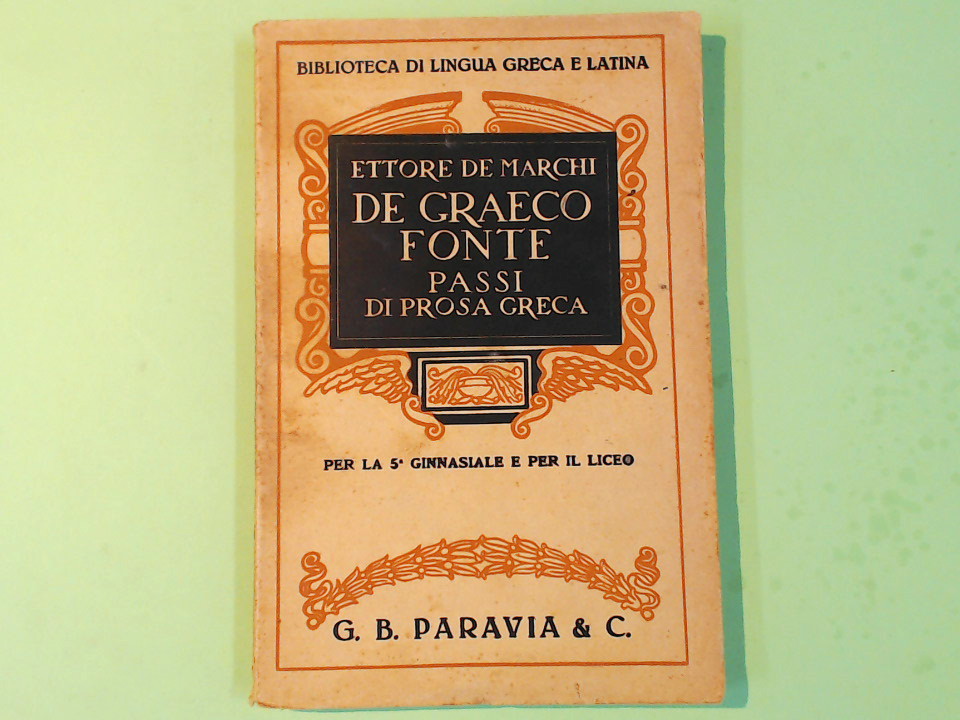 BIBLIOTECA DI LINGUA GRECA E LATINA
ETTORE DE MARCHI
DE GRAECO
FONTE
PASSI
DI PROSA GRECA
PER LA 5ª GINNASIALE E PER IL LICEO
G. B. PARAVIA & C.